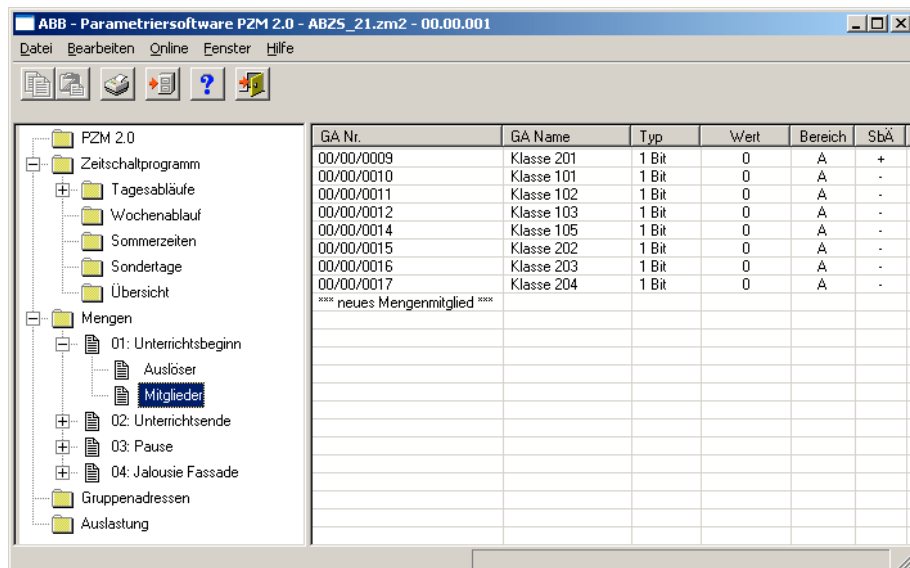 ABB - Parametriersoftware PZM 2.0 - ABZS_21.zm2 - 00.00.001
Datei Bearbeiten Online Fenster Hilfe
PZM 2.0
Zeitschaltprogramm
Tagesabläufe
Wochenablauf
Sommerzeiten
Sondertage
Übersicht
Mengen
01: Unterrichtsbeginn
Auslöser
Mitglieder
02: Unterrichtsende
03: Pause
04: Jalousie Fassade
Gruppenadressen
Auslastung
GA Nr. GA Name Typ Wert Bereich SbÄ
00/00/0009 Klasse 201 1 Bit 0 A +
00/00/0010 Klasse 101 1 Bit 0 A -
00/00/0011 Klasse 102 1 Bit 0 A -
00/00/0012 Klasse 103 1 Bit 0 A -
00/00/0014 Klasse 105 1 Bit 0 A -
00/00/0015 Klasse 202 1 Bit 0 A -
00/00/0016 Klasse 203 1 Bit 0 A -
00/00/0017 Klasse 204 1 Bit 0 A -
*** neues Mengenmitglied ***